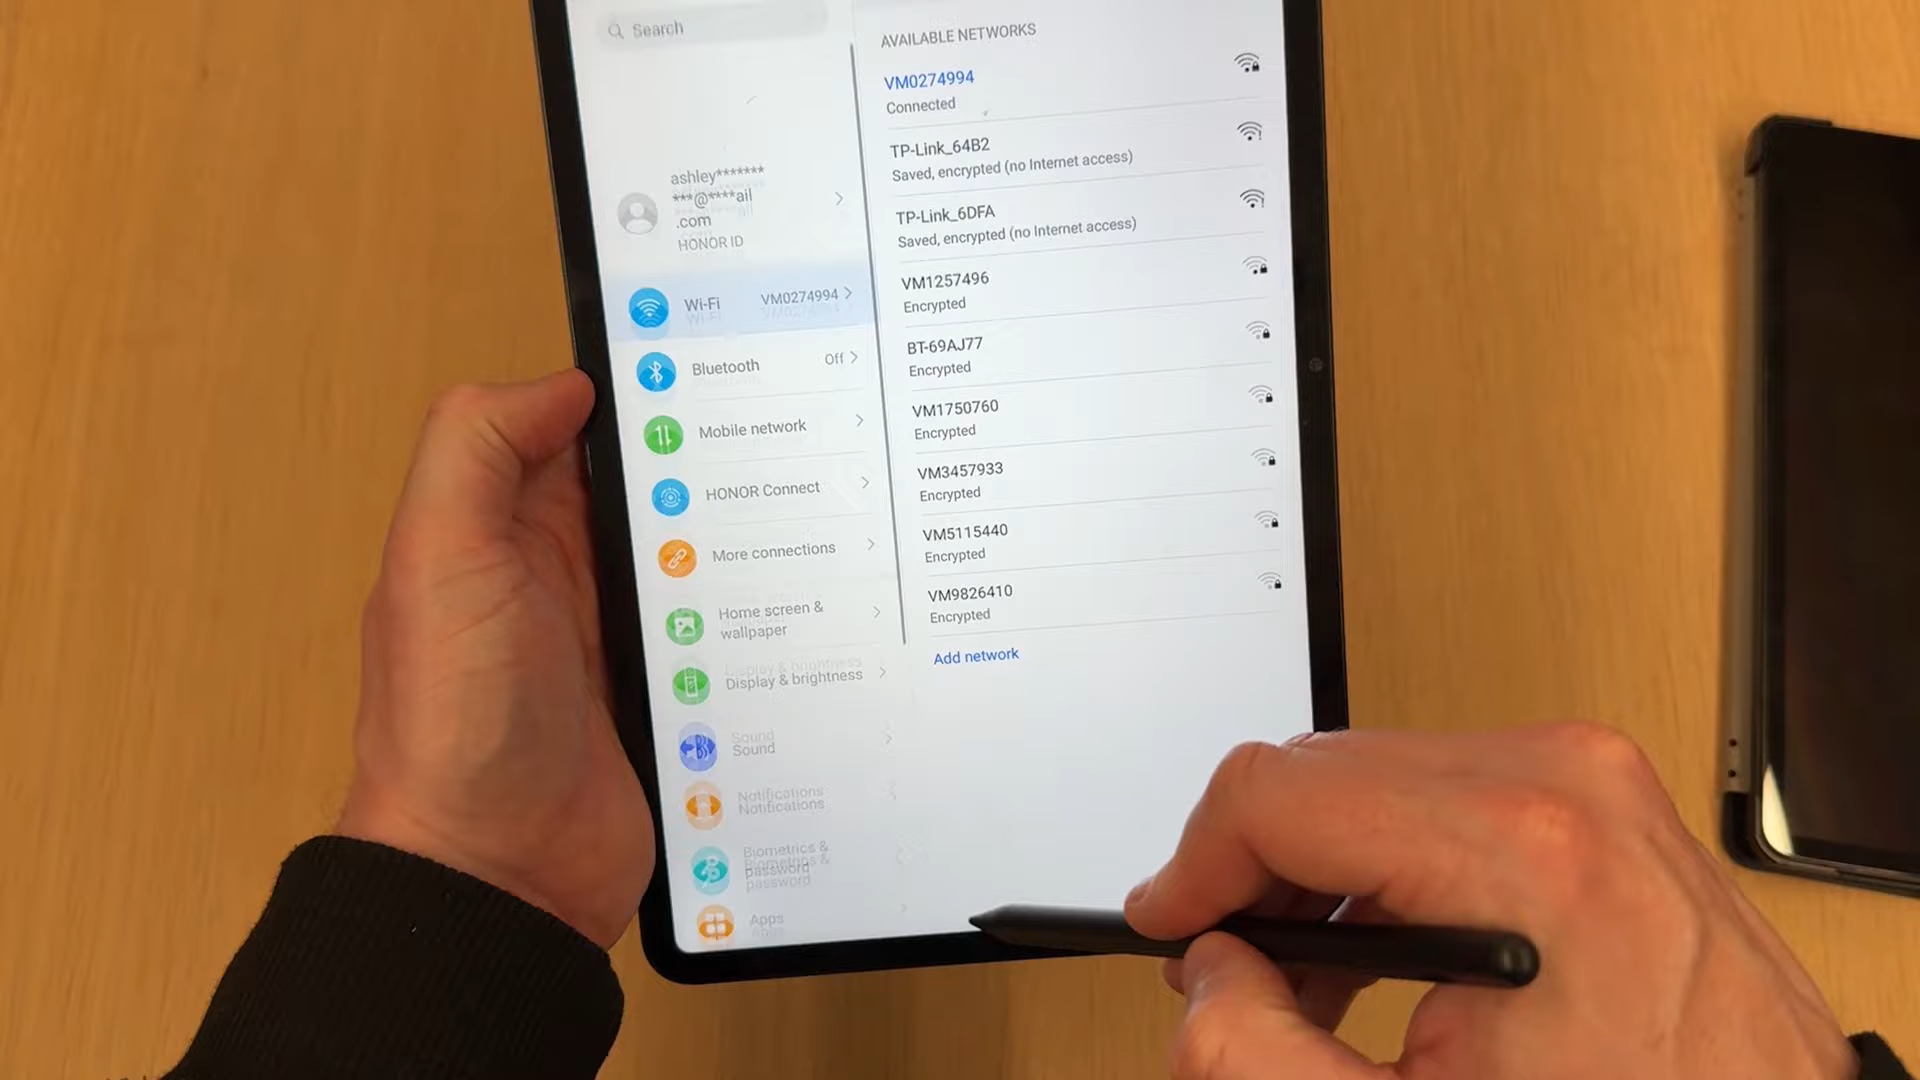 Search
ashley*******
***@****ail
.com
HONOR ID
Wi-Fi VM0274994
Bluetooth Off
Mobile network
HONOR Connect
More connections
Home screen &
wallpaper
Display & brightness
Sound
Notifications
Biometrics &
password
Apps
AVAILABLE NETWORKS
VM0274994
Connected
TP-Link_64B2
Saved, encrypted (no Internet access)
TP-Link_6DFA
Saved, encrypted (no Internet access)
VM1257496
Encrypted
BT-69AJ77
Encrypted
VM1750760
Encrypted
VM3457933
Encrypted
VM5115440
Encrypted
VM9826410
Encrypted
Add network